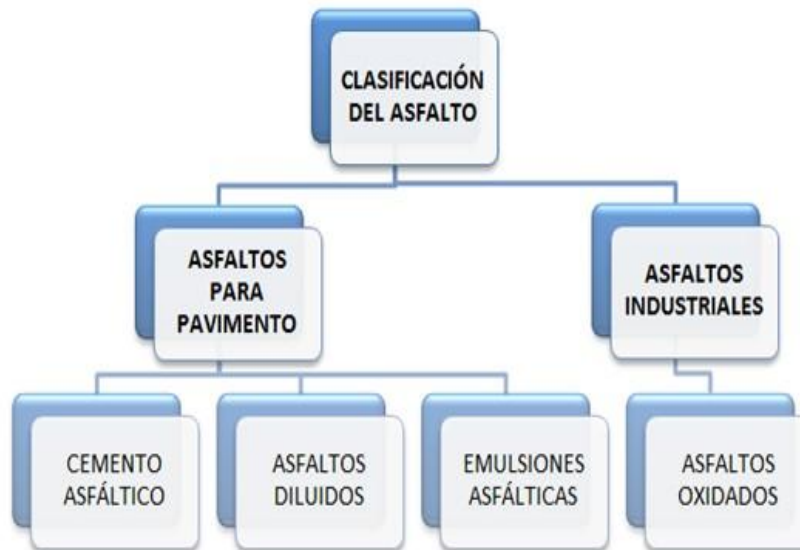 CLASIFICACIÓN
DEL ASFALTO
ASFALTOS
PARA
PAVIMENTO
ASFALTOS
INDUSTRIALES
CEMENTO
ASFÁLTICO
ASFALTOS
DILUIDOS
EMULSIONES
ASFÁLTICAS
ASFALTOS
OXIDADOS